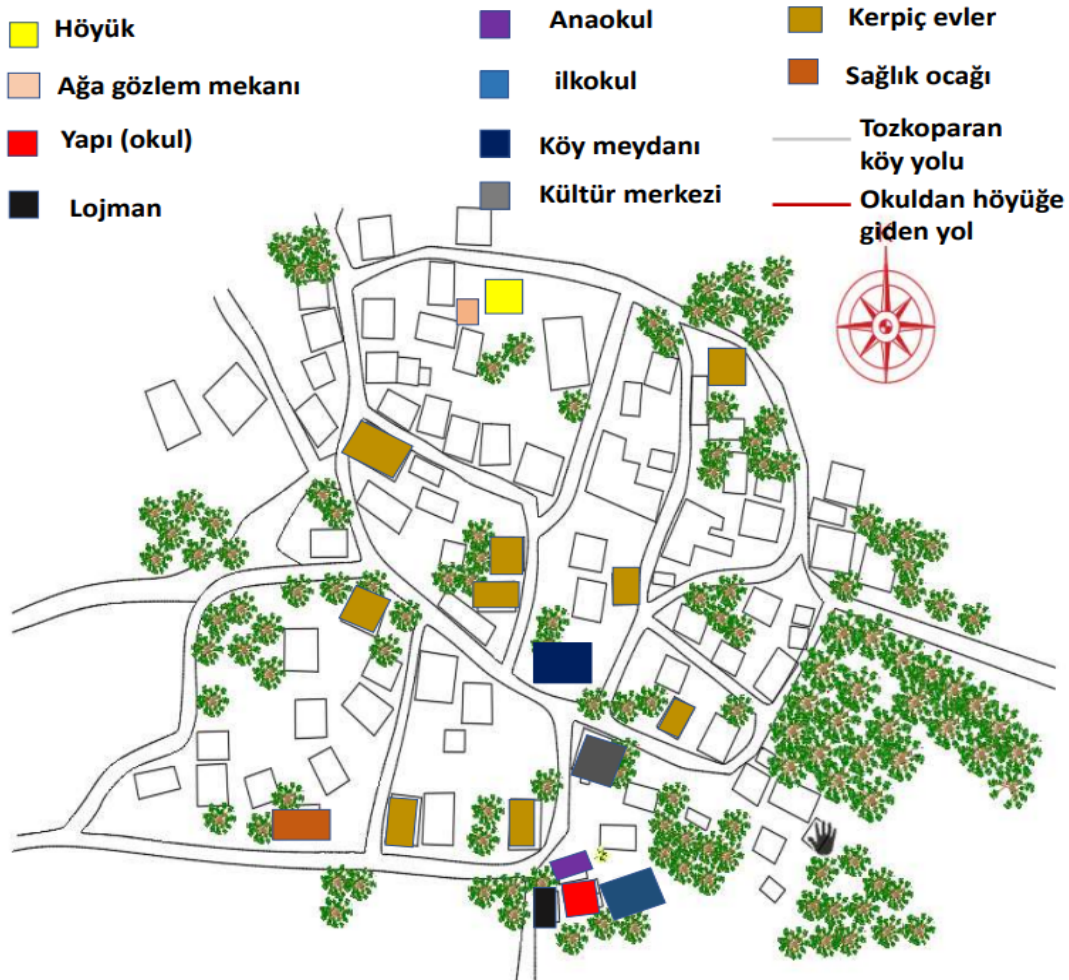 Höyük
Ağa gözlem mekanı
Yapı (okul)
Lojman
Anaokul
ilkokul
Köy meydanı
Kültür merkezi
Kerpiç evler
Sağlık ocağı
Tozkoparan
köy yolu
Okuldan höyüğe
giden yol